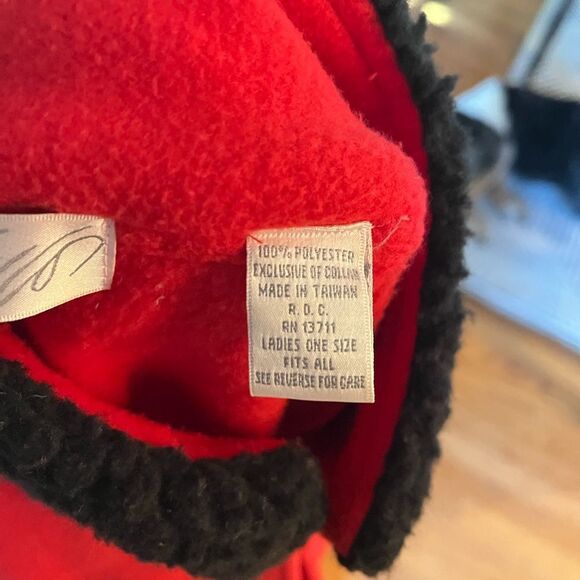 100% POLYESTER
EXCLUSIVE OF COLLAR
MADE IN TAIWAN
R.O.C.
RN 13711
LADIES ONE SIZE
FITS ALL
SEE REVERSE FOR CARE